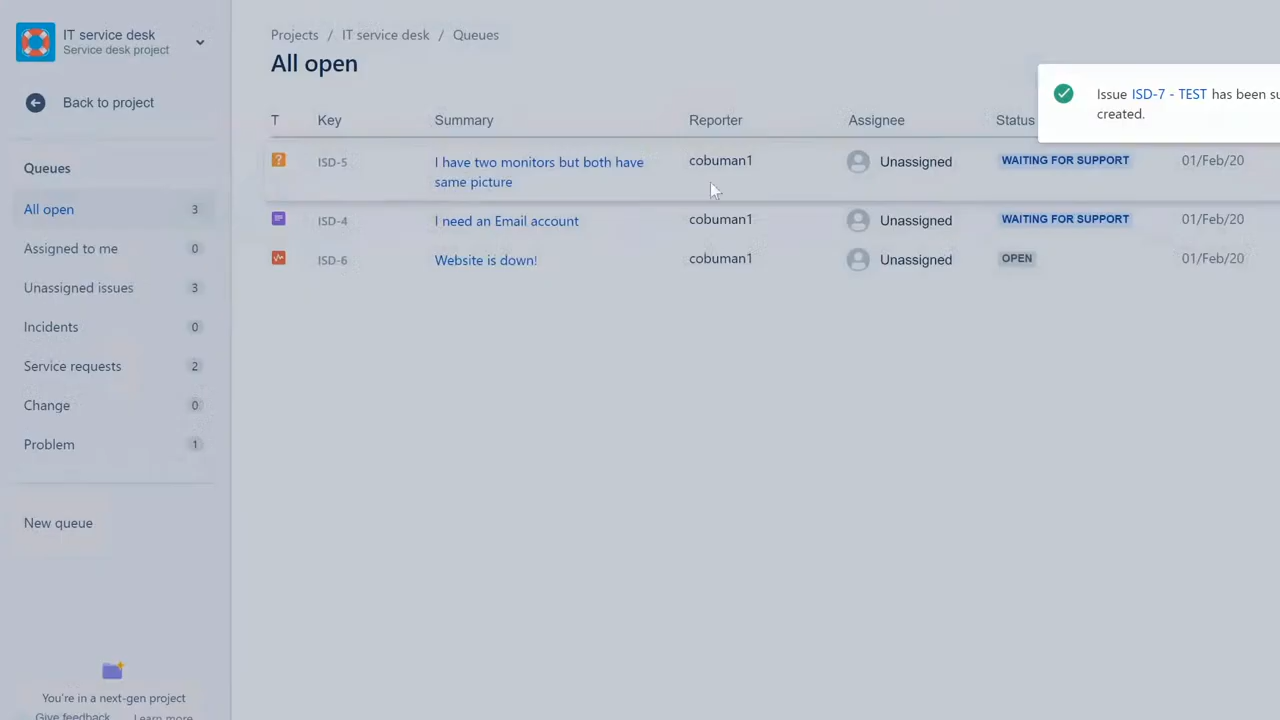 IT service desk
Service desk project
Back to project
Queues
All open 3
Assigned to me 0
Unassigned issues 3
Incidents 0
Service requests 2
Change 0
Problem 1
New queue
You're in a next-gen project
Give feedback Learn more
Projects / IT service desk / Queues
All open
Issue ISD-7 - TEST has been
created.
T Key Summary Reporter Assignee Status
ISD-5 I have two monitors but both have cobuman1 Unassigned WAITING FOR SUPPORT 01/Feb/20
same picture
ISD-4 I need an Email account cobuman1 Unassigned WAITING FOR SUPPORT 01/Feb/20
ISD-6 Website is down! cobuman1 Unassigned OPEN 01/Feb/20